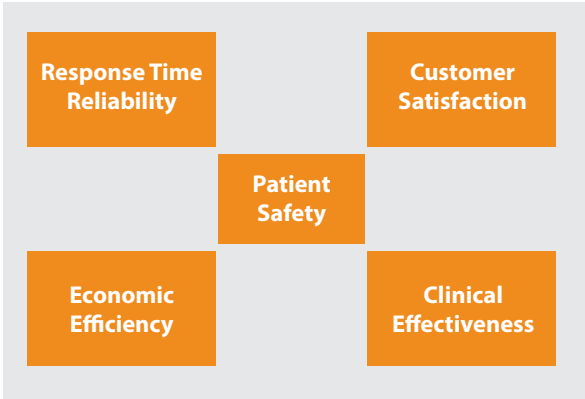 Response Time
Reliability
Customer
Satisfaction
Patient
Safety
Economic
Efficiency
Clinical
Effectiveness